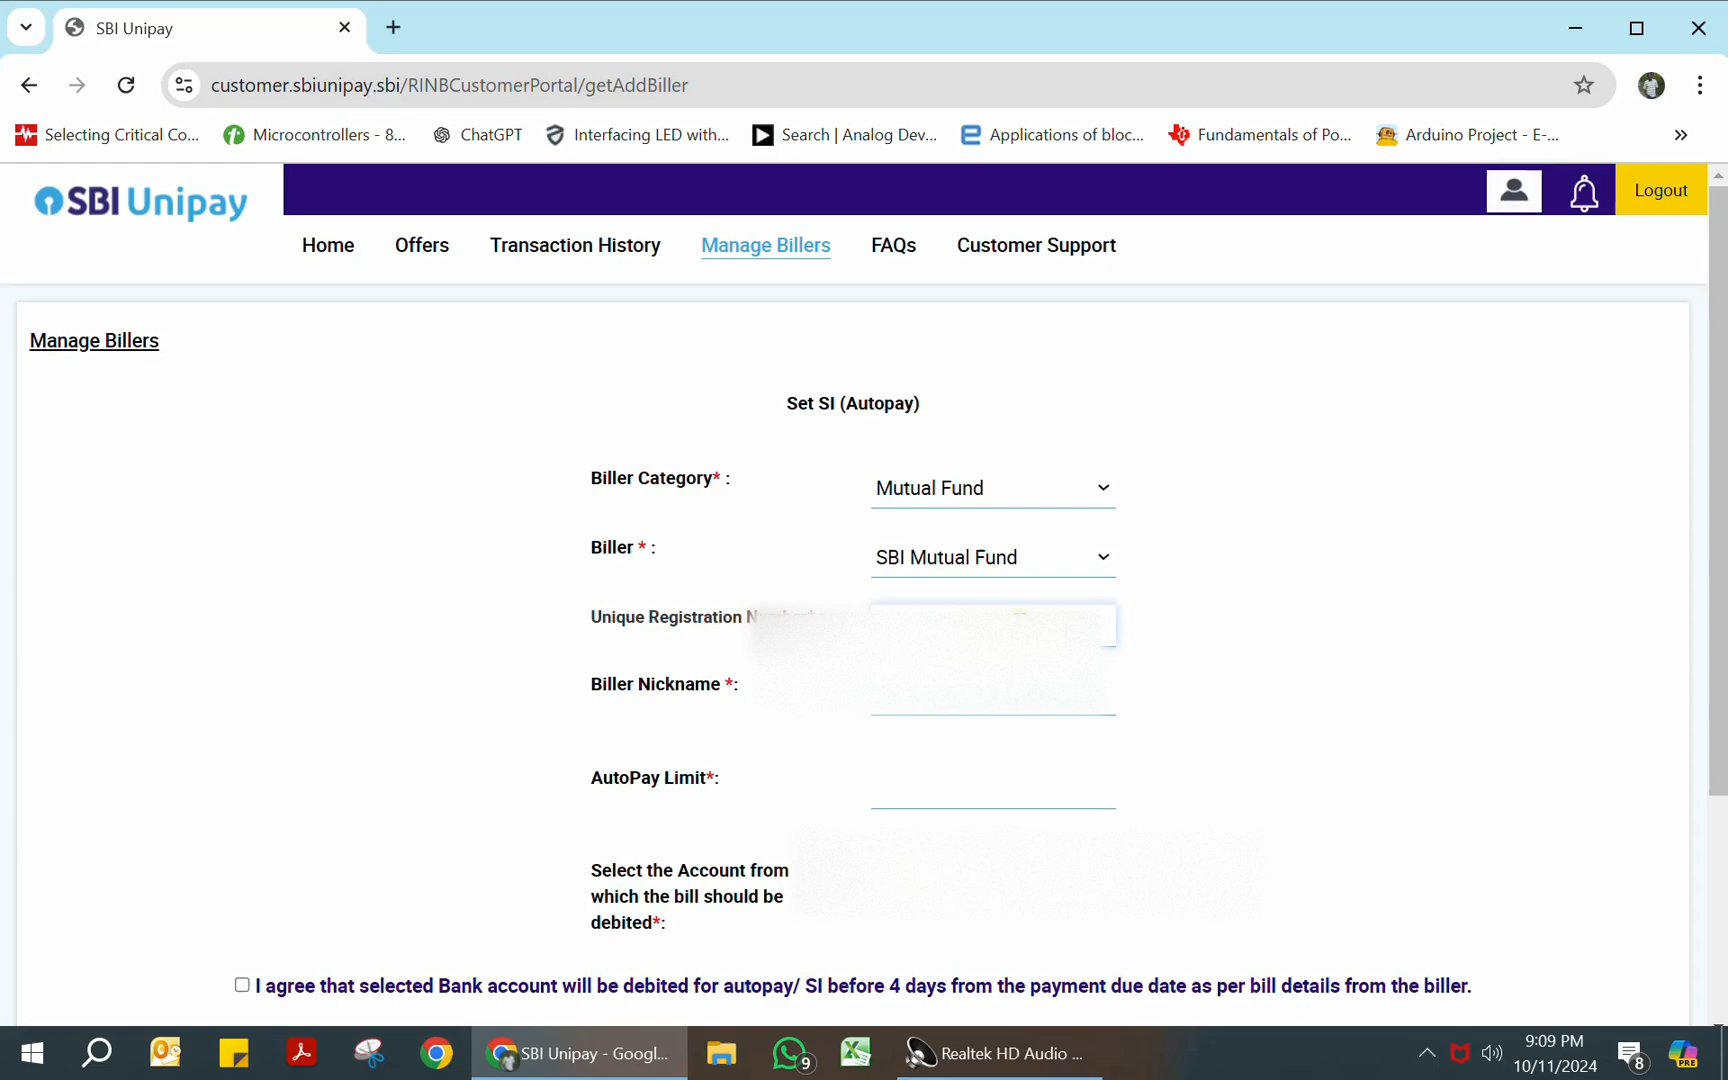 SBI Unipay
customer.sbiunipay.sbi/RINBCustomerPortal/getAddBiller
Selecting Critical Co... Microcontrollers - 8... ChatGPT Interfacing LED with... Search | Analog Dev... Applications of bloc... Fundamentals of Po... Arduino Project - E-...
SBI Unipay
Logout
Home Offers Transaction History Manage Billers FAQs Customer Support
Manage Billers
Set SI (Autopay)
Biller Category* : Mutual Fund
Biller * : SBI Mutual Fund
Unique Registration
Biller Nickname *:
AutoPay Limit*:
Select the Account from
which the bill should be
debited*:
I agree that selected Bank account will be debited for autopay/ SI before 4 days from the payment due date as per bill details from the biller.
SBI Unipay - Googl... 9 Realtek HD Audio ... 9:09 PM
10/11/2024 8 PRE